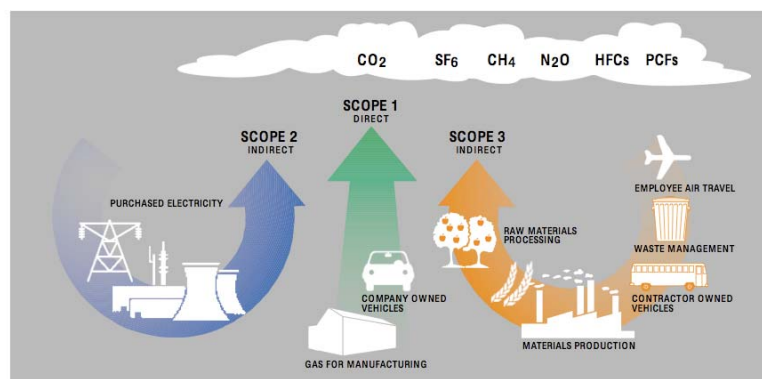 CO2 SF6 CH4 N2O HFCs PCFs
SCOPE 1
DIRECT
SCOPE 2
INDIRECT
SCOPE 3
INDIRECT
PURCHASED ELECTRICITY
COMPANY OWNED
VEHICLES
GAS FOR MANUFACTURING
RAW MATERIALS
PROCESSING
MATERIALS PRODUCTION
EMPLOYEE AIR TRAVEL
WASTE MANAGEMENT
CONTRACTOR OWNED
VEHICLES